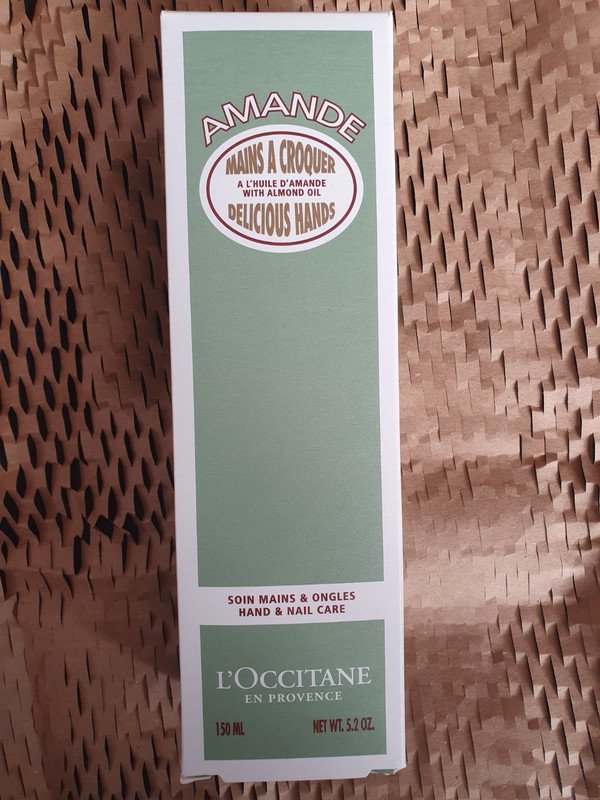 AMANDE
MAINS A CROQUER
A L'HUILE D'AMANDE
WITH ALMOND OIL
DELICIOUS HANDS
SOIN MAINS & ONGLES
HAND & NAIL CARE
L'OCCITANE
EN PROVENCE
150 ML NET WT. 5.2 OZ.